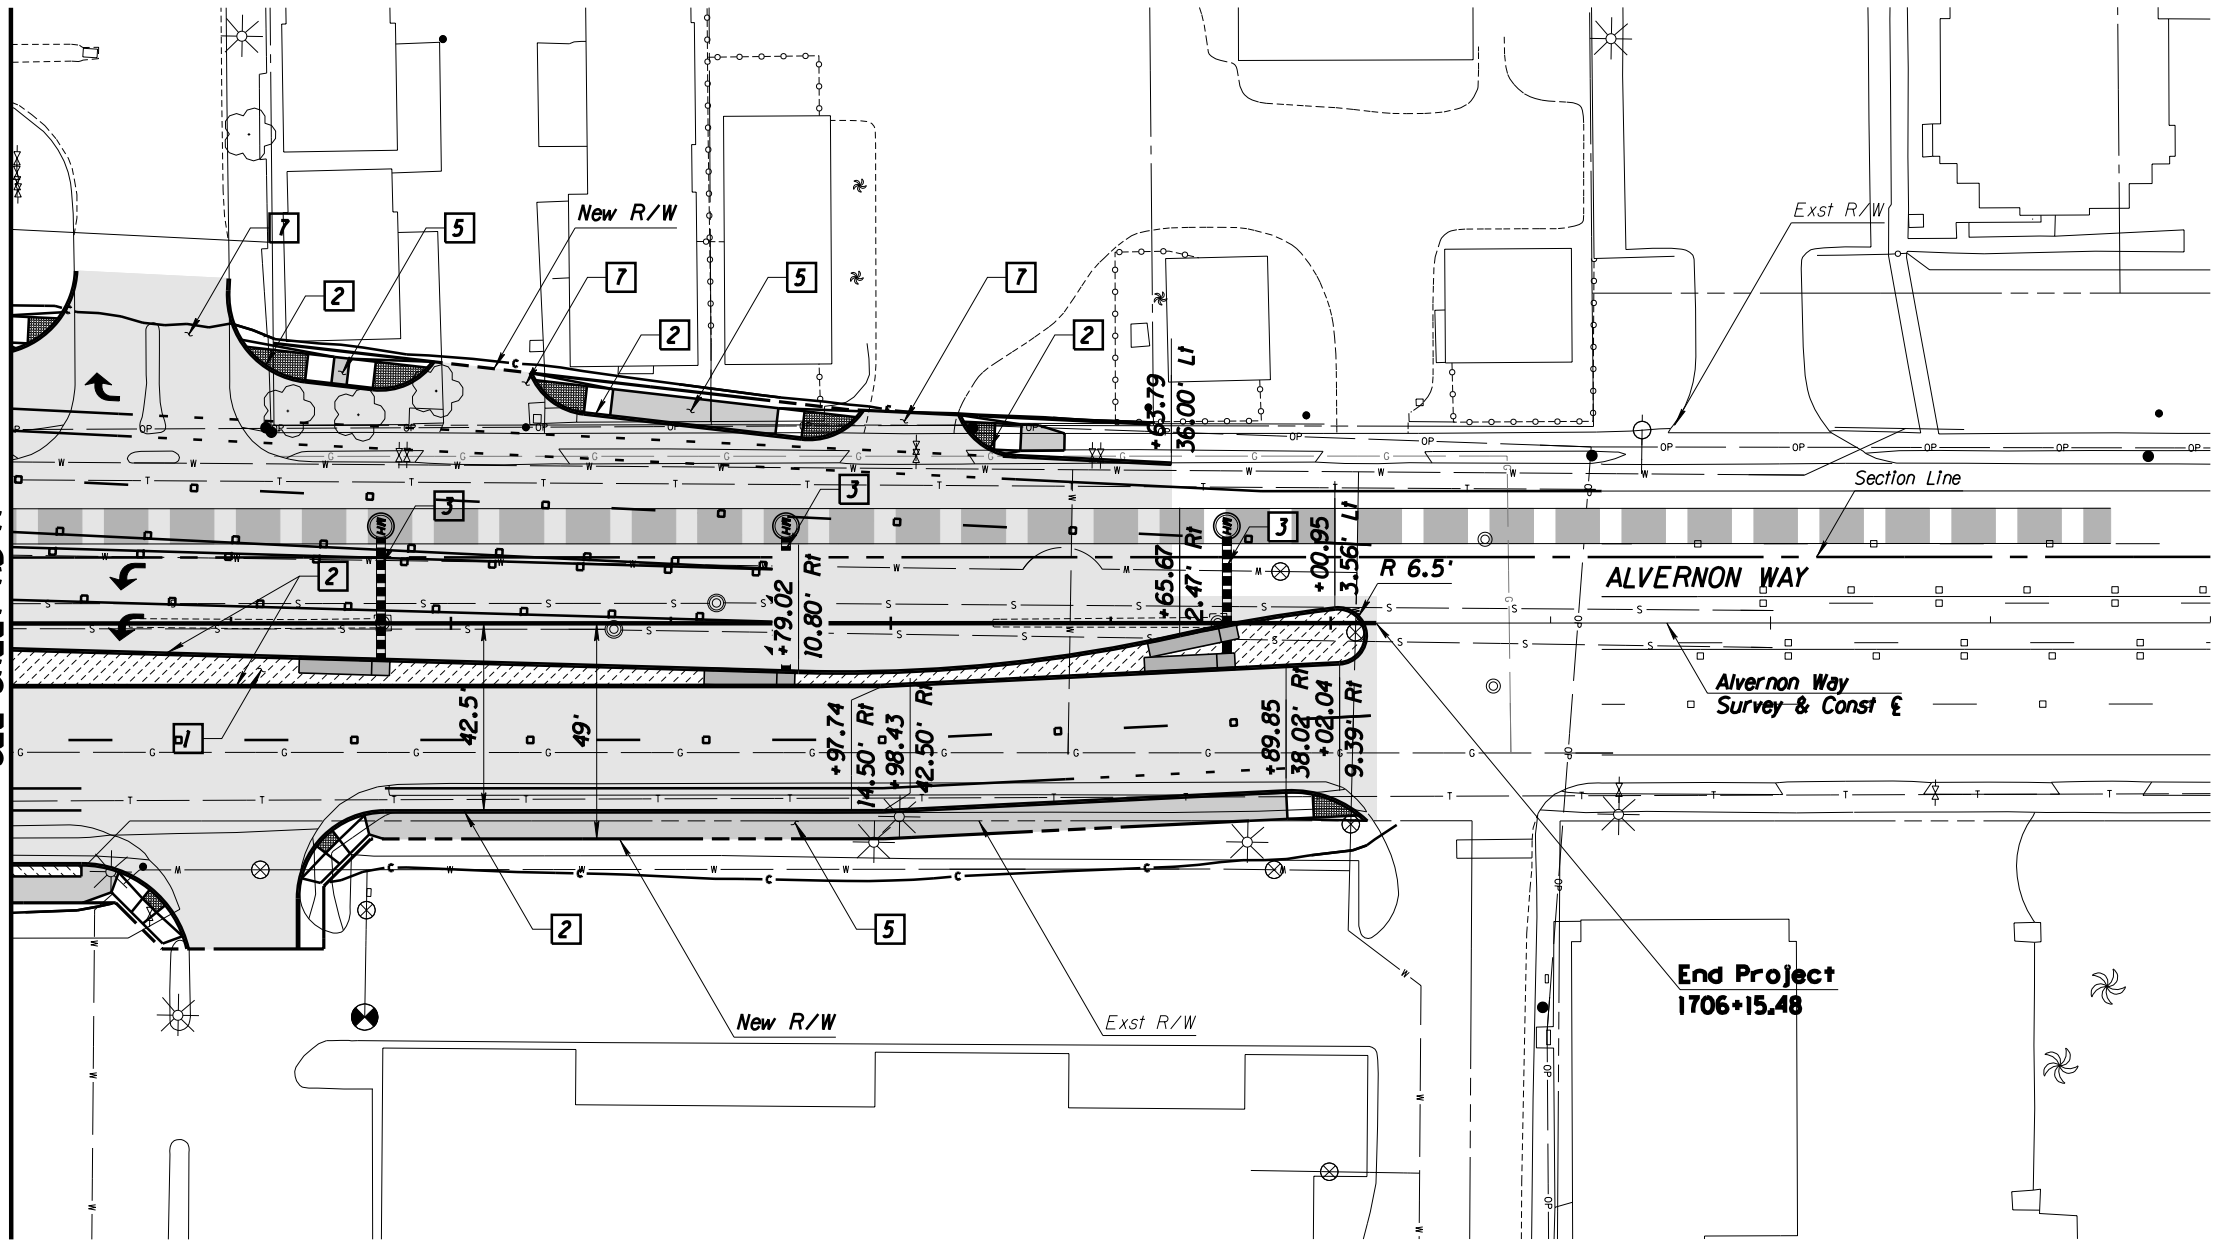 New R/W
Exst R/W
7
5
2
7
5
2
7
2
+63.79
36.00' Lt
Section Line
3
3
3
MH
MH
MH
+65.67
2.47' Rt
+00.95
3.56' Lt
R 6.5'
ALVERNON WAY
2
+79.02
10.80' Rt
Alvernon Way
Survey & Const ℄
1
42.5'
49'
+97.74
14.50' Rt
+98.43
42.50' Rt
+89.85
38.02' Rt
+02.04
9.39' Rt
2
5
End Project
1706+15.48
New R/W
Exst R/W